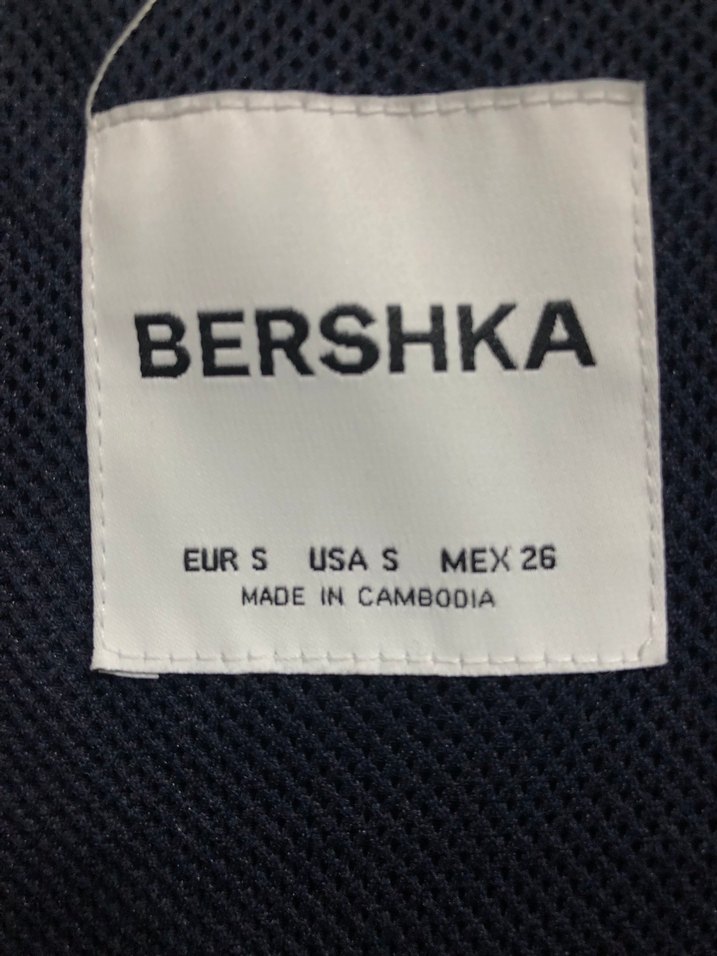 BERSHKA
EUR S USA S MEX 26
MADE IN CAMBODIA